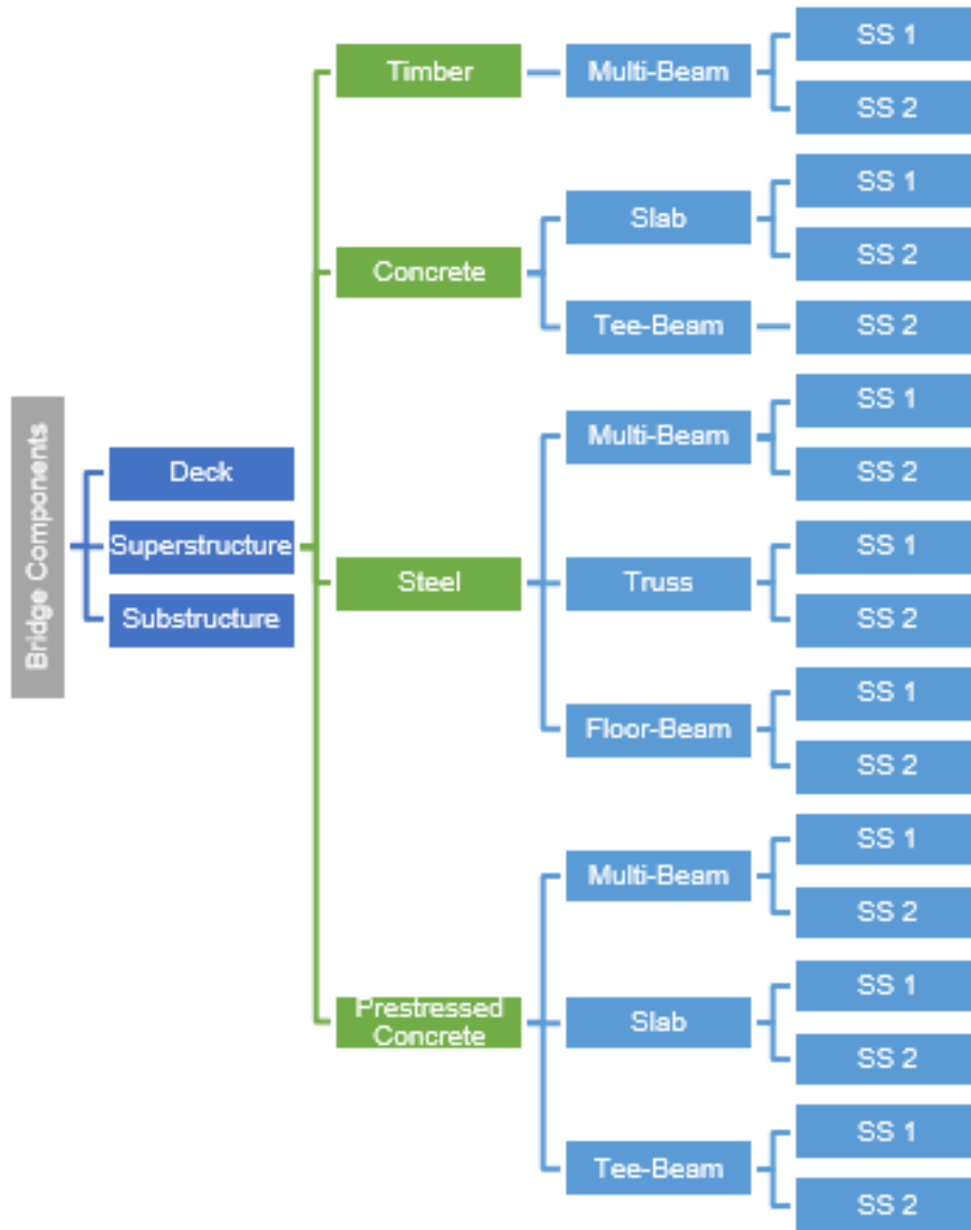 Bridge Components
Deck
Superstructure
Substructure
Timber
Concrete
Steel
Prestressed
Concrete
Multi-Beam
Slab
Tee-Beam
Multi-Beam
Truss
Floor-Beam
Multi-Beam
Slab
Tee-Beam
SS 1
SS 2
SS 1
SS 2
SS 2
SS 1
SS 2
SS 1
SS 2
SS 1
SS 2
SS 1
SS 2
SS 1
SS 2
SS 1
SS 2